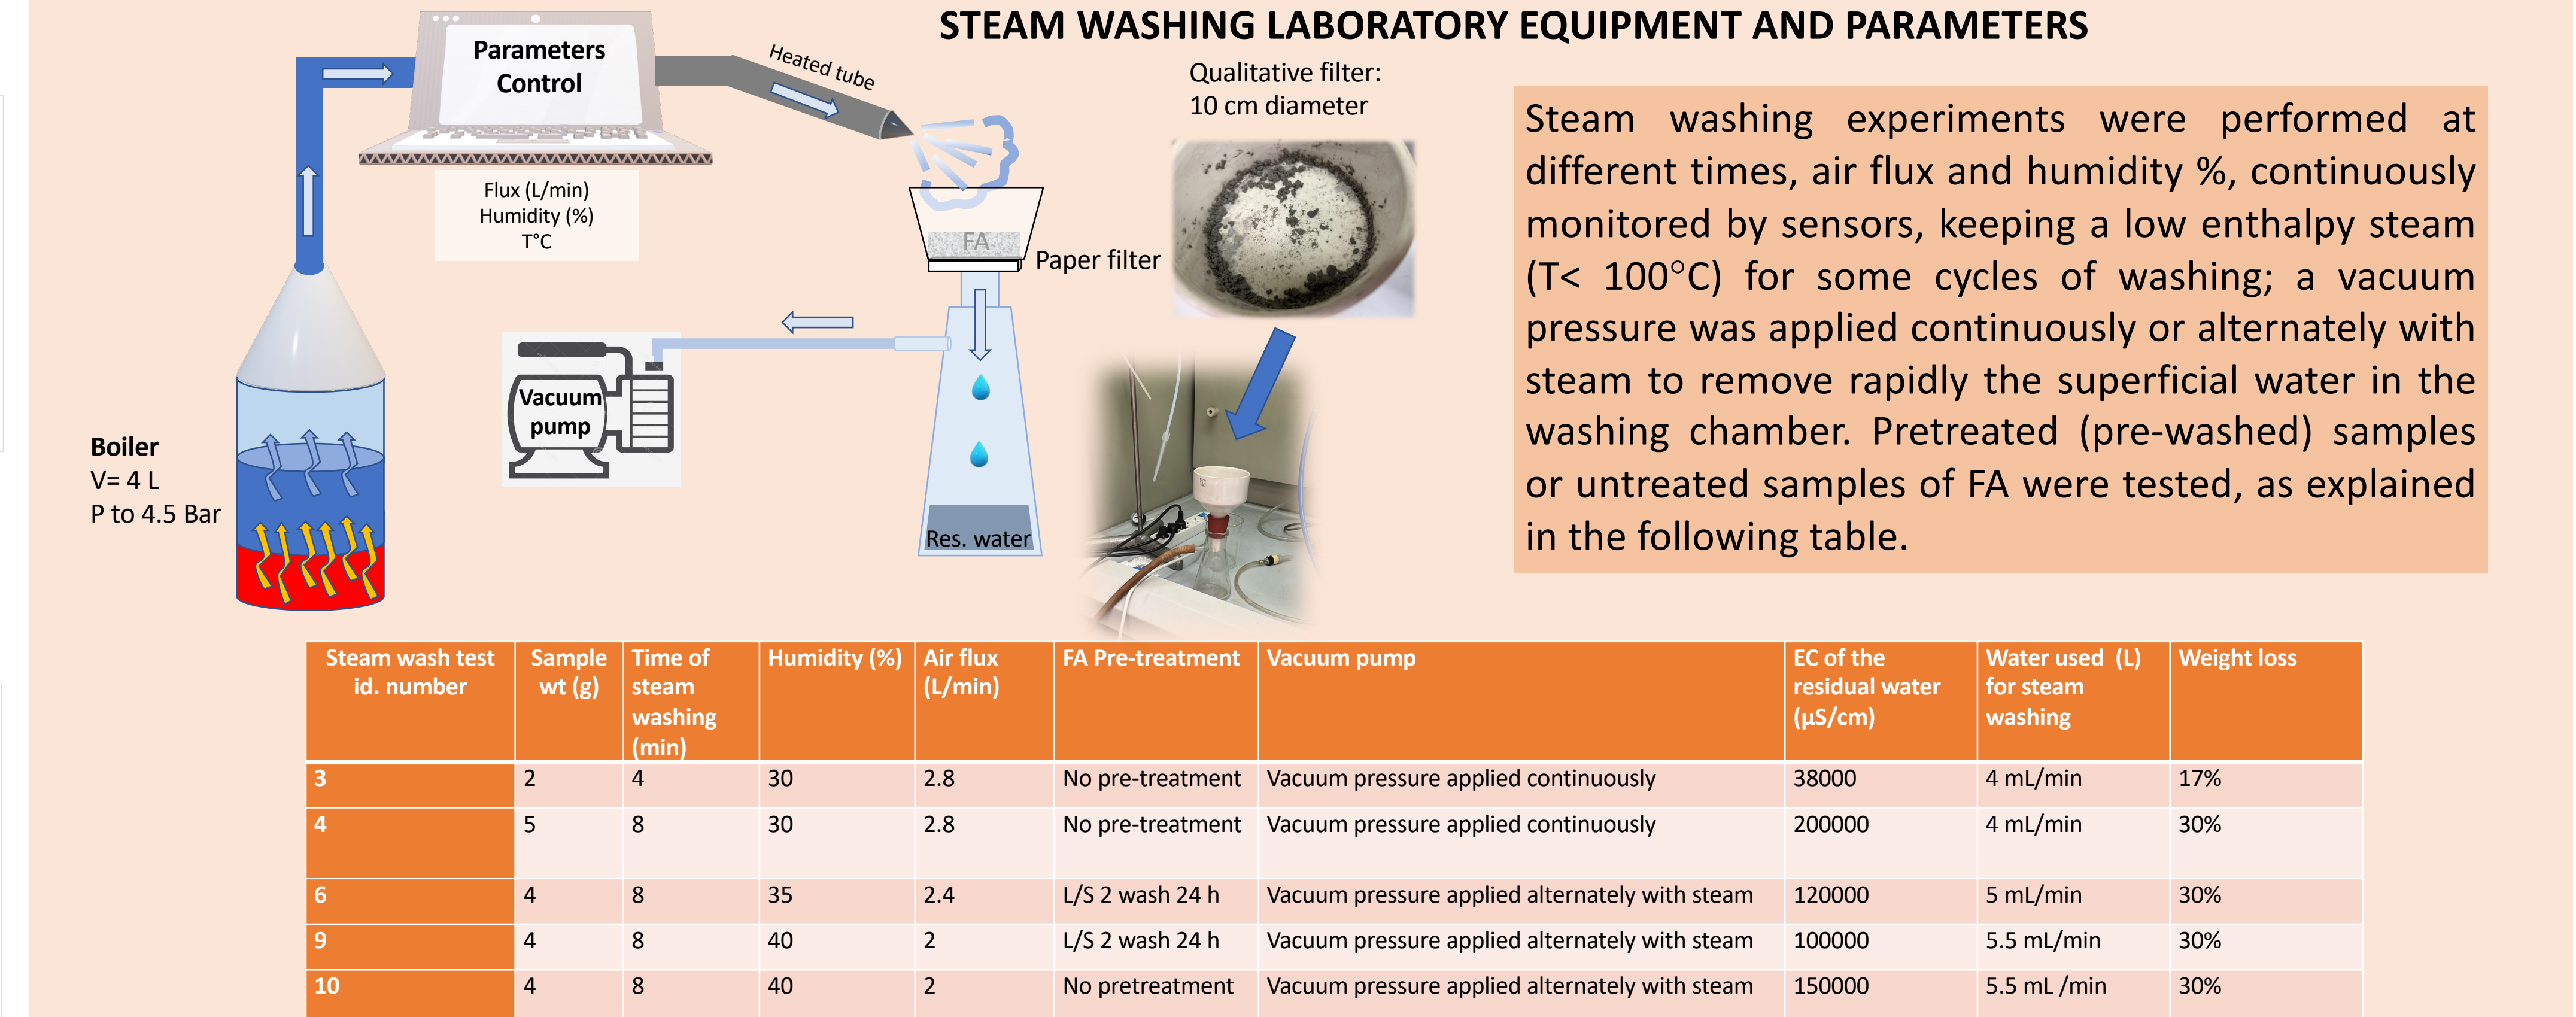 STEAM WASHING LABORATORY EQUIPMENT AND PARAMETERS
Parameters
Control
Heated tube
Flux (L/min)
Humidity (%)
T°C
Qualitative filter:
10 cm diameter
FA
Paper filter
Vacuum
pump
Boiler
V= 4 L
P to 4.5 Bar
Res. water
Steam washing experiments were performed at
different times, air flux and humidity %, continuously
monitored by sensors, keeping a low enthalpy steam
(T< 100°C) for some cycles of washing; a vacuum
pressure was applied continuously or alternately with
steam to remove rapidly the superficial water in the
washing chamber. Pretreated (pre-washed) samples
or untreated samples of FA were tested, as explained
in the following table.
Steam wash test id. number Sample wt (g) Time of steam washing (min) Humidity (%) Air flux (L/min) FA Pre-treatment Vacuum pump EC of the residual water (µS/cm) Water used (L) for steam washing Weight loss
3 2 4 30 2.8 No pre-treatment Vacuum pressure applied continuously 38000 4 mL/min 17%
4 5 8 30 2.8 No pre-treatment Vacuum pressure applied continuously 200000 4 mL/min 30%
6 4 8 35 2.4 L/S 2 wash 24 h Vacuum pressure applied alternately with steam 120000 5 mL/min 30%
9 4 8 40 2 L/S 2 wash 24 h Vacuum pressure applied alternately with steam 100000 5.5 mL/min 30%
10 4 8 40 2 No pretreatment Vacuum pressure applied alternately with steam 150000 5.5 mL /min 30%